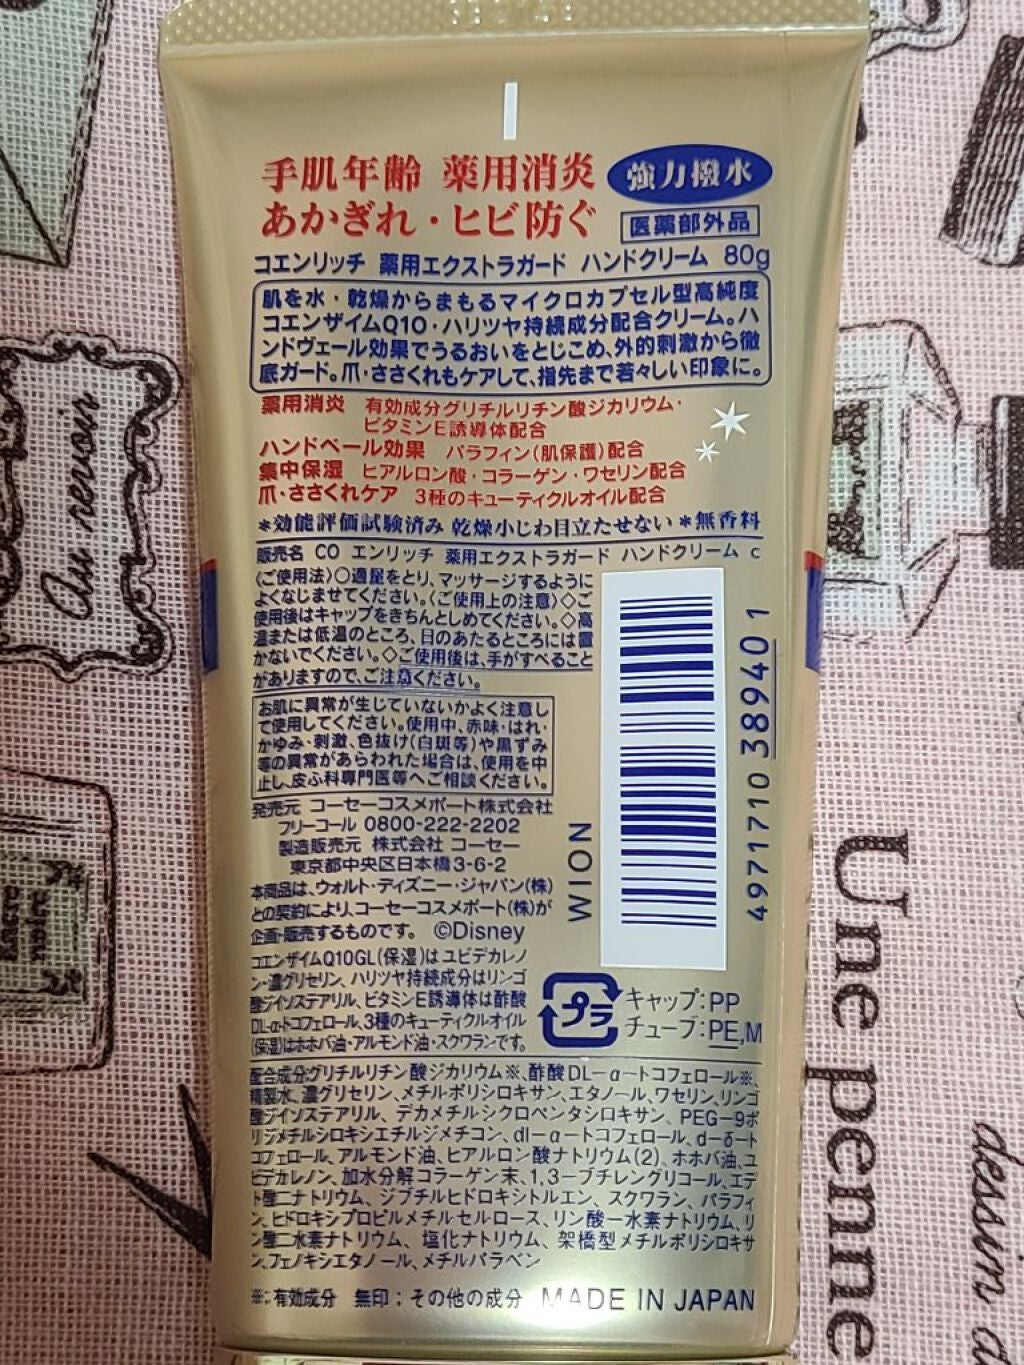 手肌年齢 薬用消炎 強力撥水
あかぎれ・ヒビ防ぐ 医薬部外品
コエンリッチ 薬用エクストラガード ハンドクリーム 80g
肌を水・乾燥からまもるマイクロカプセル型高純度
コエンザイムQ10・ハリツヤ持続成分配合クリーム。ハ
ンドヴェール効果でうるおいをとじこめ、外的刺激から徹
底ガード。爪・ささくれもケアして、指先まで若々しい印象に。
薬用消炎 有効成分グリチルリチン酸ジカリウム・
ビタミンE誘導体配合
ハンドベール効果 パラフィン(肌保護)配合
集中保湿 ヒアルロン酸・コラーゲン・ワセリン配合
爪・ささくれケア 3種のキューティクルオイル配合
*効能評価試験済み 乾燥小じわ目立たせない *無香料
販売名 CO エンリッチ 薬用エクストラガード ハンドクリーム c
〈ご使用法〉○適量をとり、マッサージするように
よくなじませてください。〈ご使用上の注意〉◇ご
使用後はキャップをきちんとしめてください。◇高
温または低温のところ、日のあたるところには置
かないでください。◇ご使用後は、手がすべること
がありますので、ご注意ください。
お肌に異常が生じていないかよく注意し
て使用してください。使用中、赤味・はれ・
かゆみ・刺激、色抜け(白斑等)や黒ずみ
等の異常があらわれた場合は、使用を中
止し、皮ふ科専門医等へご相談ください。
発売元 コーセーコスメポート株式会社
フリーコール 0800-222-2202
製造販売元 株式会社 コーセー
東京都中央区日本橋3-6-2
本商品は、ウォルト・ディズニー・ジャパン(株)
との契約により、コーセーコスメポート(株)が
企画・販売するものです。 ©Disney
WION
4971710 389401
コエンザイムQ10GL(保湿)は ユビデカレノ
ン・濃グリセリン、ハリツヤ持続成分はリンゴ
酸ジイソステアリル、ビタミンE誘導体は酢酸
DL-α-トコフェロール、3種のキューティクルオイル
(保湿)はホホバ油・アルモンド油・スクワランです。
プラ
キャップ:PP
チューブ:PE,M
配合成分:グリチルリチン酸ジカリウム※、酢酸DL-α-トコフェロール※、
精製水、濃グリセリン、メチルポリシロキサン、エタノール、ワセリン、リンゴ
酸ジイソステアリル、デカメチルシクロペンタシロキサン、PEG-9ポ
リジメチルシロキシエチルジメチコン、dl-α-トコフェロール、d-δ-ト
コフェロール、アルモンド油、ヒアルロン酸ナトリウム(2)、ホホバ油、ユ
ビデカレノン、加水分解コラーゲン末、1,3-ブチレングリコール、エデ
ト酸二ナトリウム、ジブチルヒドロキシトルエン、スクワラン、パラフィ
ン、ヒドロキシプロピルメチルセルロース、リン酸一水素ナトリウム、リ
ン酸二水素ナトリウム、塩化ナトリウム、架橋型メチルポリシロキサ
ン、フェノキシエタノール、メチルパラベン
※:有効成分 無印:その他の成分 MADE IN JAPAN
Au revoir
Une penne
dessin a